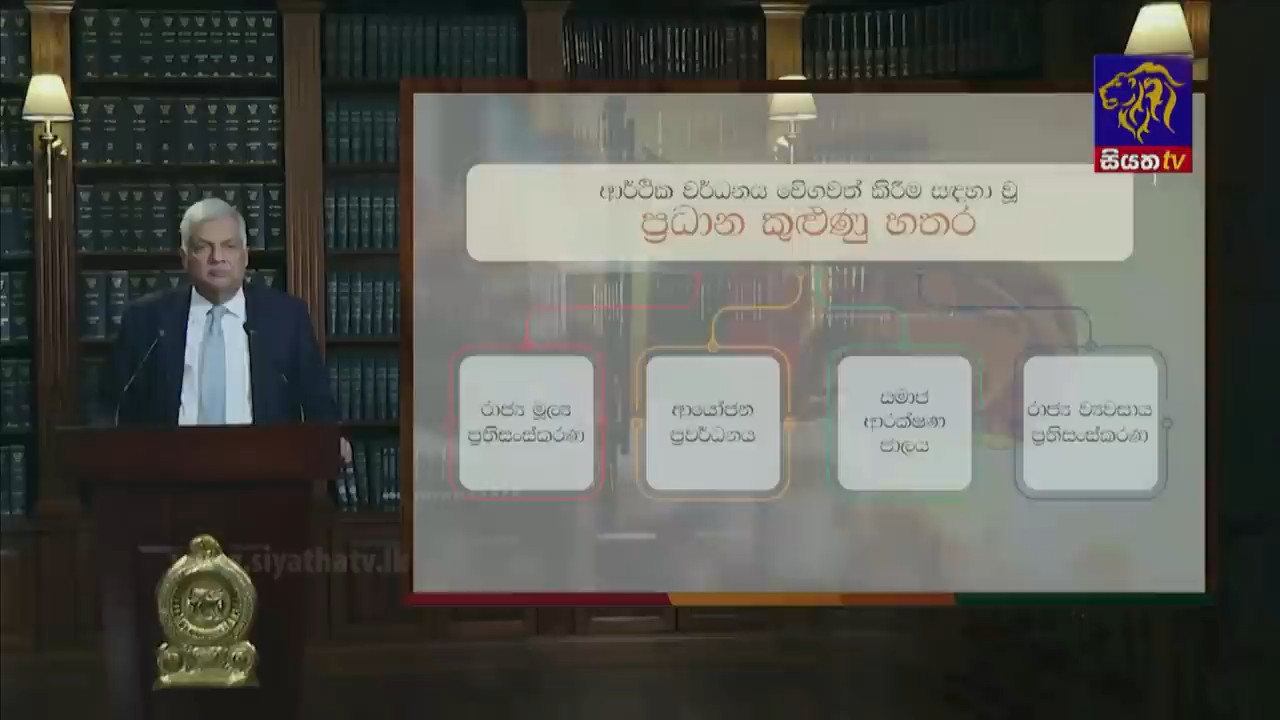 සියත tv
ආර්ථික වර්ධනය වේගවත් කිරීම සඳහා වූ
ප්‍රධාන කුළුණු හතර
රාජ්‍ය මූල්‍ය
ප්‍රතිසංස්කරණ
ආයෝජන
ප්‍රවර්ධනය
සමාජ
ආරක්ෂණ
ජාලය
රාජ්‍ය ව්‍යවසාය
ප්‍රතිසංස්කරණ
www.siyathatv.lk